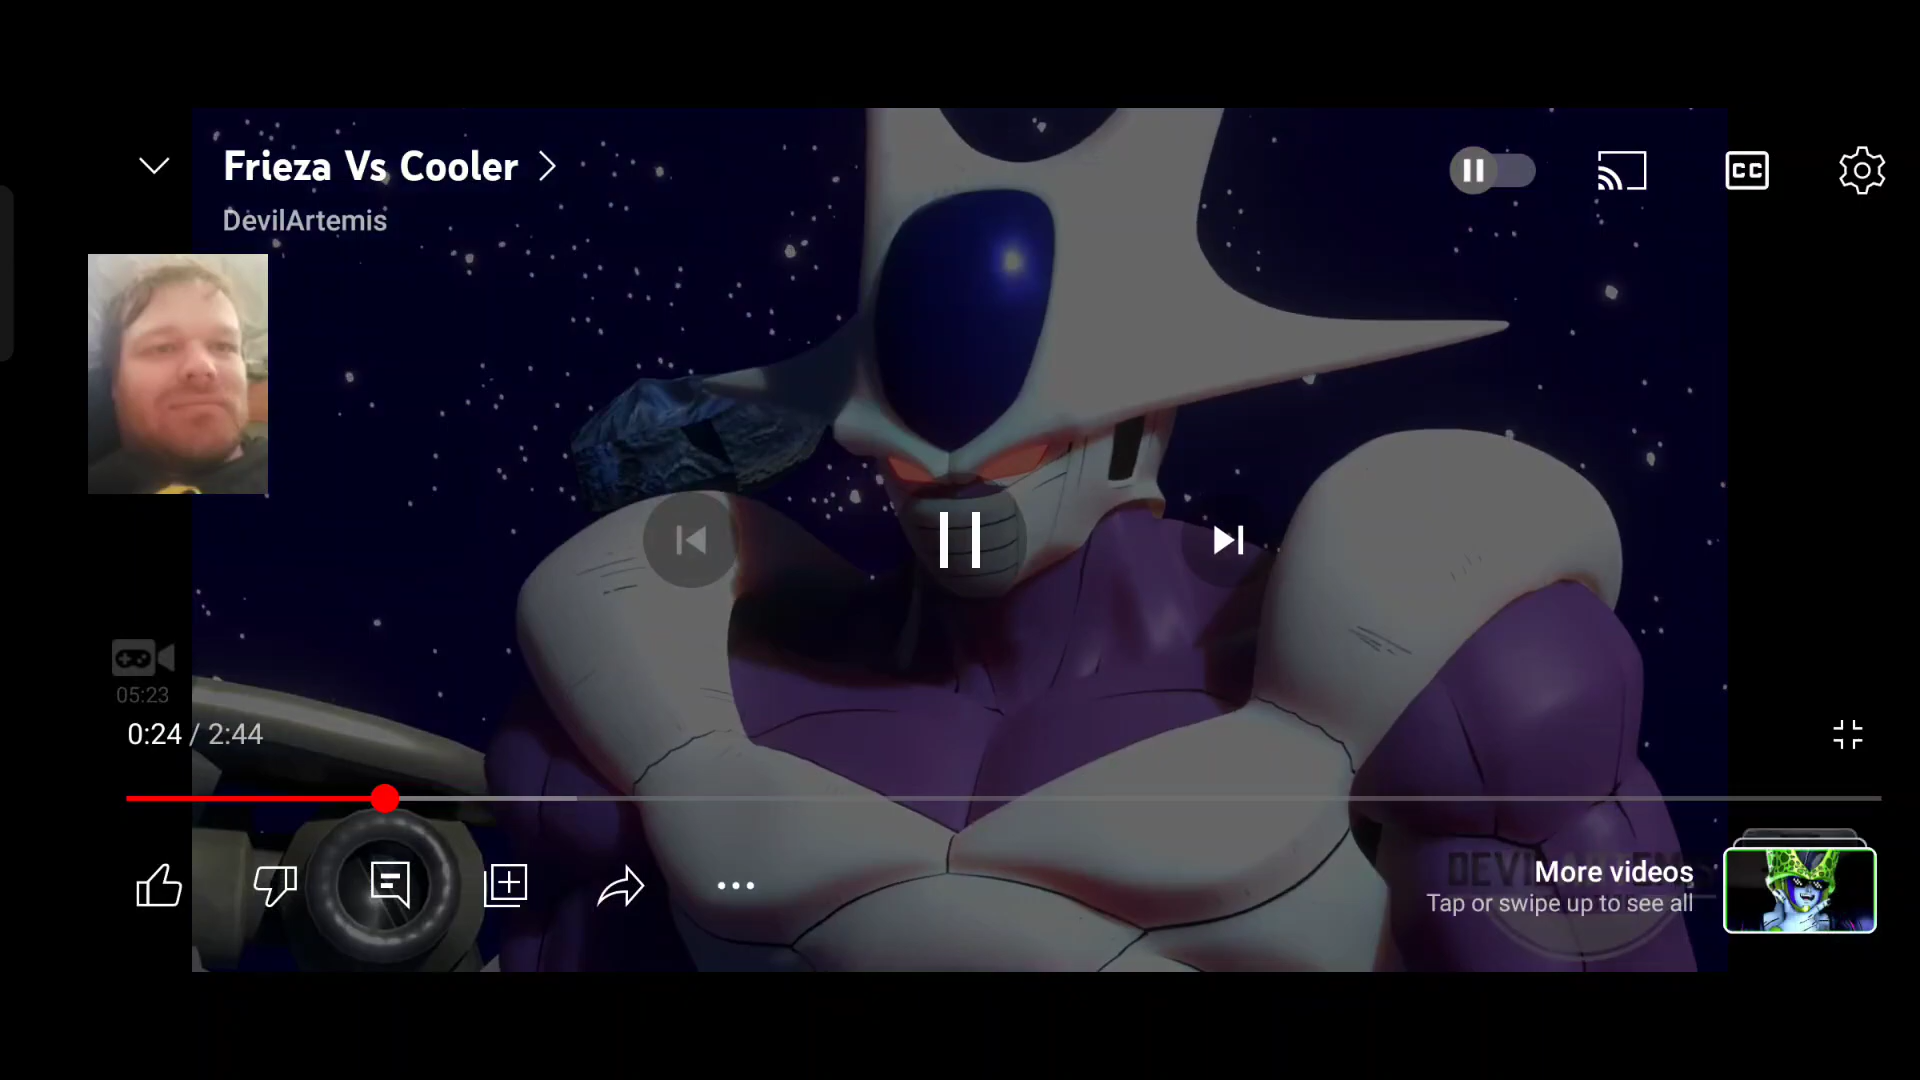 Frieza Vs Cooler
DevilArtemis
CC
05:23
0:24 / 2:44
More videos
Tap or swipe up to see all